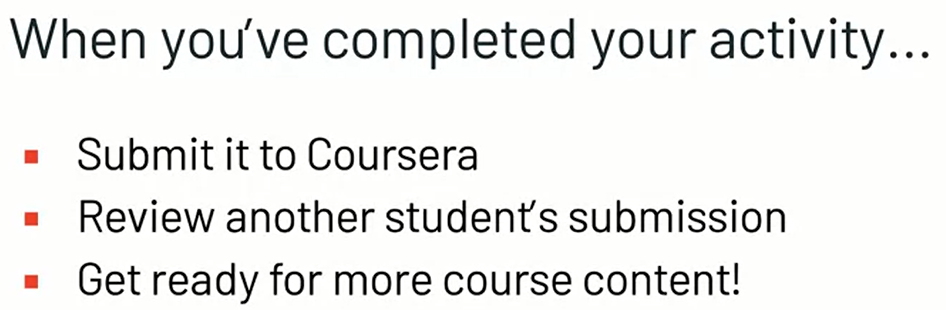 When you've completed your activity...
Submit it to Coursera
Review another student's submission
Get ready for more course content!